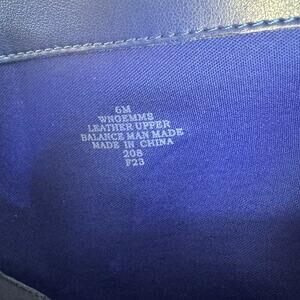 6M
WNGEMMS
LEATHER UPPER
BALANCE MAN MADE
MADE IN CHINA
208
F23